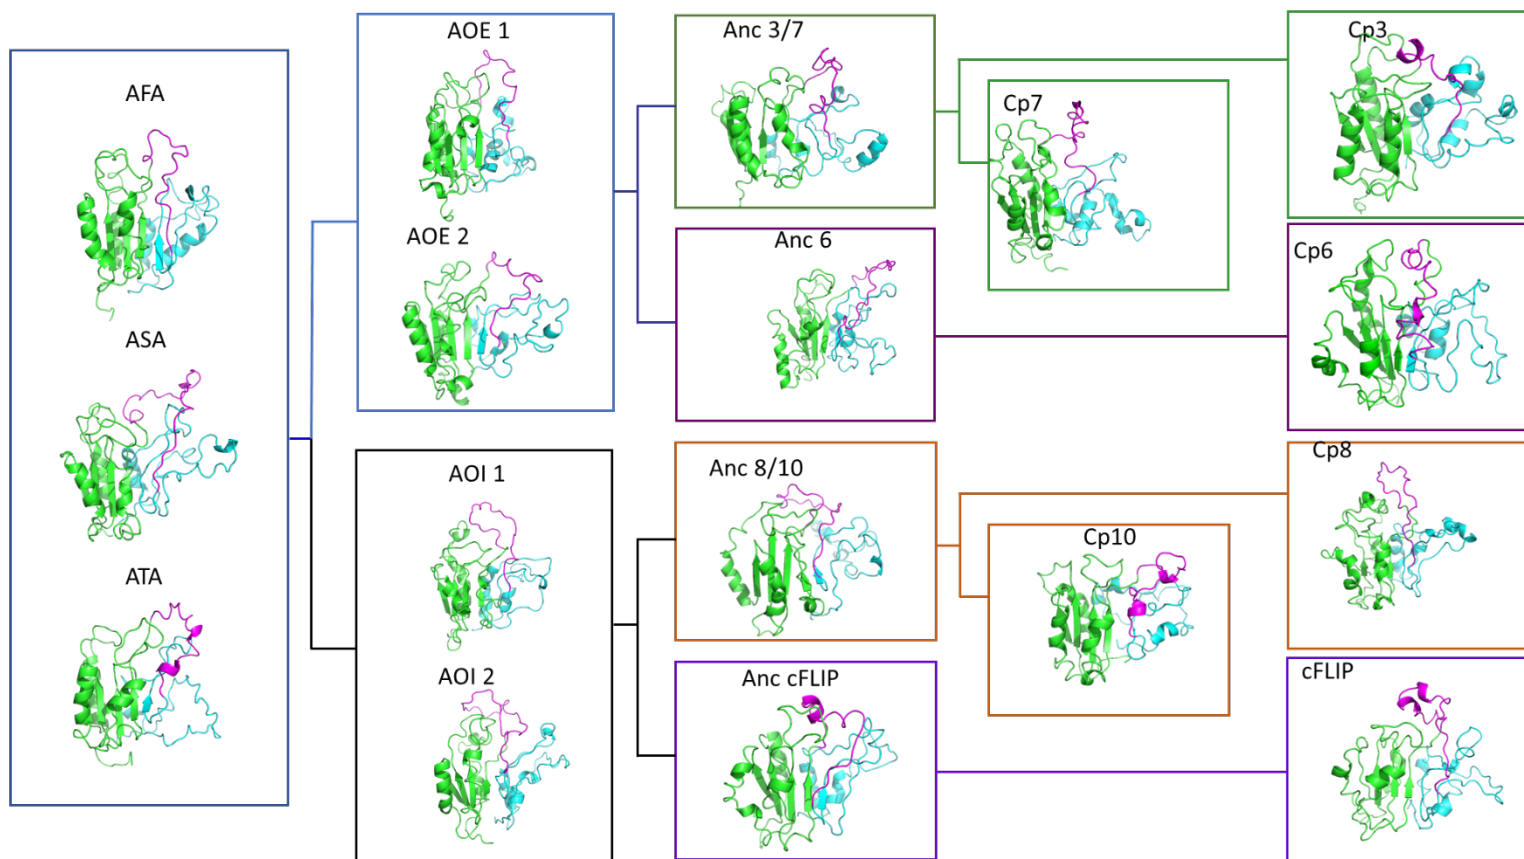 AFA
ASA
ATA
AOE 1
AOE 2
AOI 1
AOI 2
Anc 3/7
Anc 6
Anc 8/10
Anc cFLIP
Cp7
Cp10
Cp3
Cp6
Cp8
cFLIP